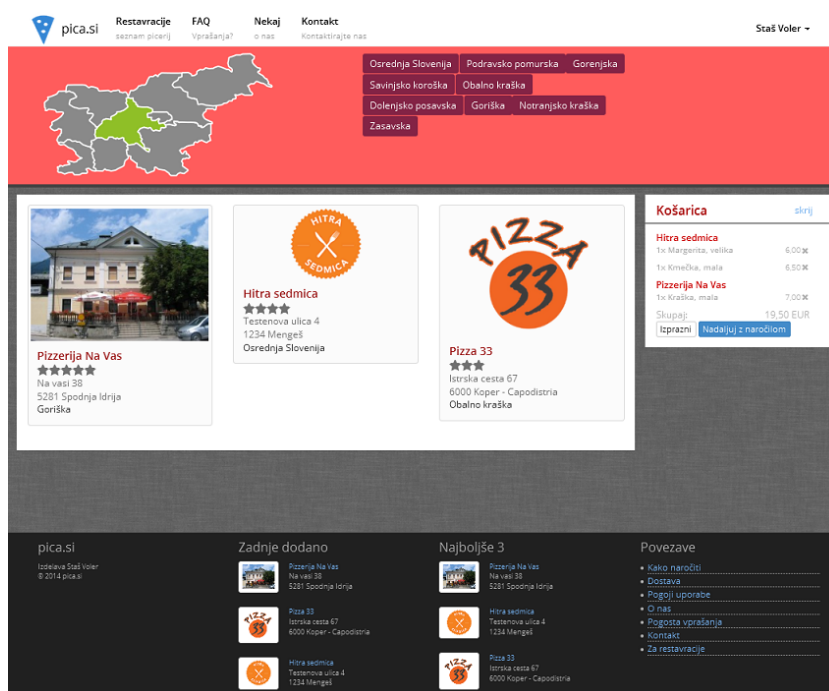 pica.si
Restavracije
seznam picerij
FAQ
Vprašanja?
Nekaj
o nas
Kontakt
Kontaktirajte nas
Staš Voler
Osrednja Slovenija
Podravsko pomurska
Gorenjska
Savinjsko koroška
Obalno kraška
Dolenjsko posavska
Goriška
Notranjsko kraška
Zasavska
Pizzerija Na Vas
Na vasi 38
5281 Spodnja Idrija
Goriška
HITRA
SEDMICA
Hitra sedmica
Testenova ulica 4
1234 Mengeš
Osrednja Slovenija
PIZZA
33
Pizza 33
Istrska cesta 67
6000 Koper - Capodistria
Obalno kraška
Košarica
skrij
Hitra sedmica
1x Margerita, velika 6,00
1x Kmečka, mala 6,50
Pizzerija Na Vas
1x Kraška, mala 7,00
Skupaj: 19,50 EUR
Izprazni
Nadaljuj z naročilom
pica.si
Izdelava Staš Voler
© 2014 pica.si
Zadnje dodano
Pizzerija Na Vas
Na vasi 38
5281 Spodnja Idrija
PIZZA
33
Pizza 33
Istrska cesta 67
6000 Koper - Capodistria
Hitra sedmica
Testenova ulica 4
1234 Mengeš
Najboljše 3
Pizzerija Na Vas
Na vasi 38
5281 Spodnja Idrija
Hitra sedmica
Testenova ulica 4
1234 Mengeš
PIZZA
33
Pizza 33
Istrska cesta 67
6000 Koper - Capodistria
Povezave
Kako naročiti
Dostava
Pogoji uporabe
O nas
Pogosta vprašanja
Kontakt
Za restavracije